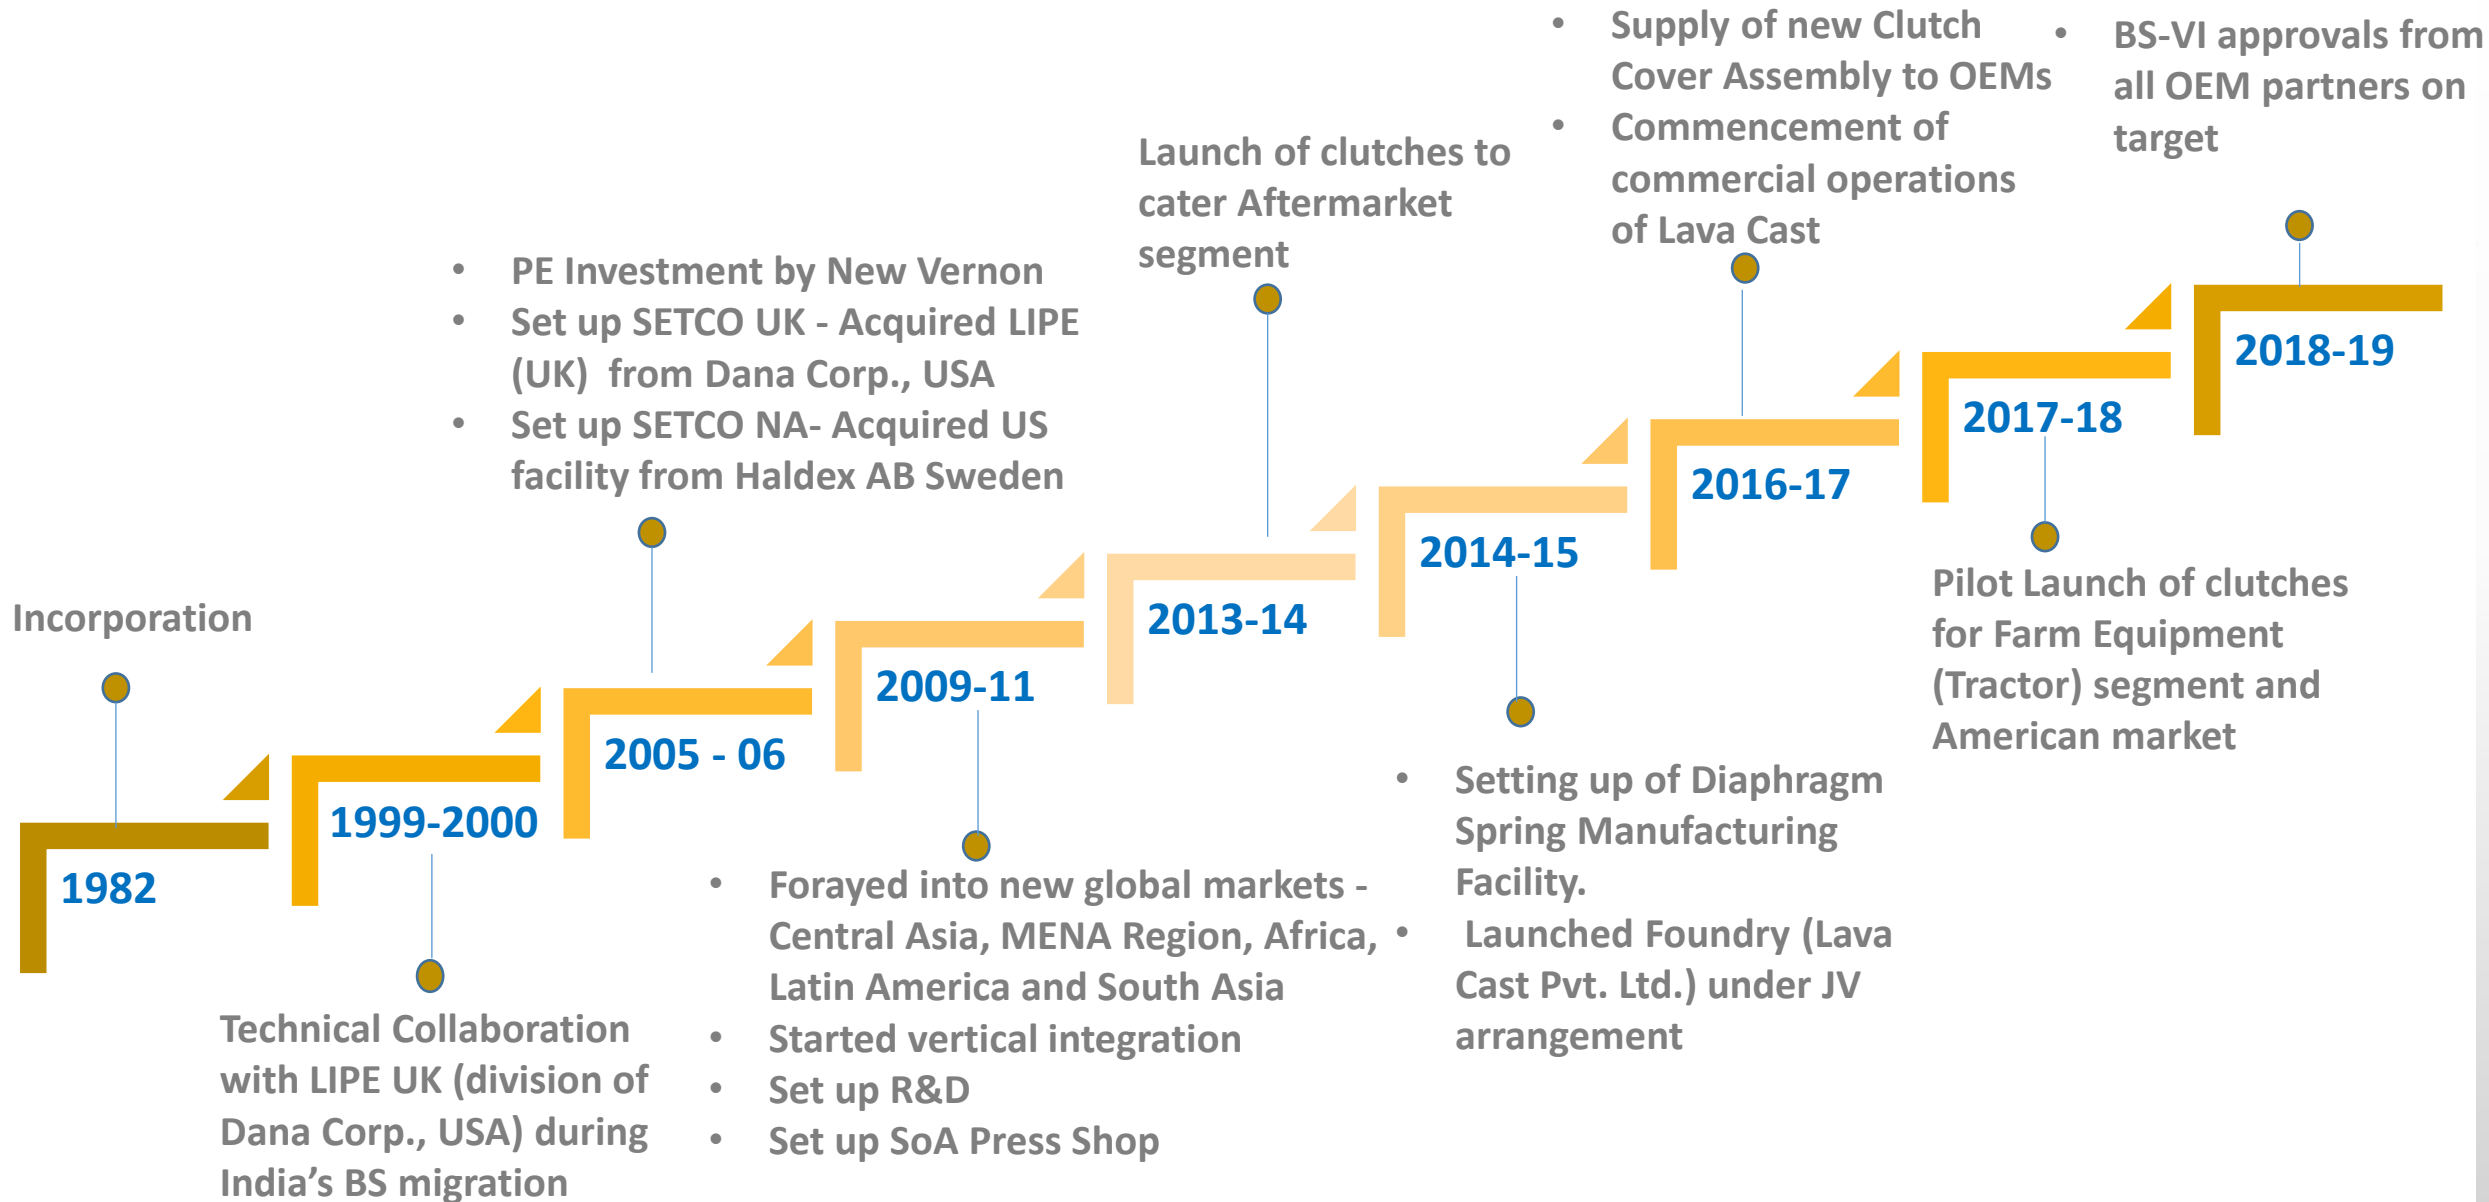 Incorporation
1982
1999-2000
Technical Collaboration
with LIPE UK (division of
Dana Corp., USA) during
India's BS migration
• PE Investment by New Vernon
• Set up SETCO UK - Acquired LIPE
(UK)  from Dana Corp., USA
• Set up SETCO NA- Acquired US
facility from Haldex AB Sweden
2005 - 06
2009-11
• Forayed into new global markets -
Central Asia, MENA Region, Africa,
Latin America and South Asia
• Started vertical integration
• Set up R&D
• Set up SoA Press Shop
Launch of clutches to
cater Aftermarket
segment
2013-14
2014-15
• Setting up of Diaphragm
Spring Manufacturing
Facility.
• Launched Foundry (Lava
Cast Pvt. Ltd.) under JV
arrangement
• Supply of new Clutch
Cover Assembly to OEMs
• Commencement of
commercial operations
of Lava Cast
2016-17
2017-18
Pilot Launch of clutches
for Farm Equipment
(Tractor) segment and
American market
• BS-VI approvals from
all OEM partners on
target
2018-19